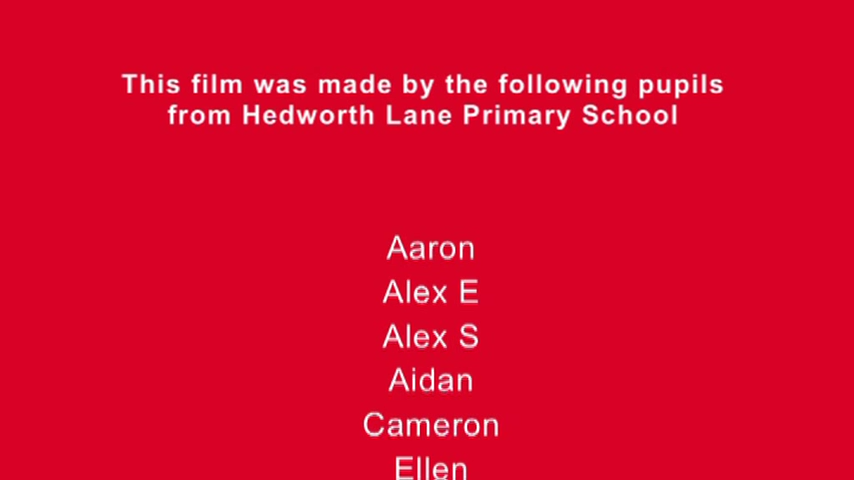 This film was made by the following pupils
from Hedworth Lane Primary School
Aaron
Alex E
Alex S
Aidan
Cameron
Ellen